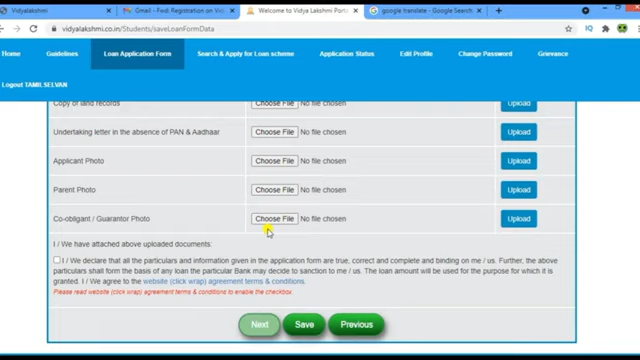 Vidyalakshmi
Gmail - Fwd: Registration on Vidy
Welcome to Vidya Lakshmi Porta
google translate - Google Search
vidyalakshmi.co.in/Students/saveLoanFormData
Home
Guidelines
Loan Application Form
Search & Apply for Loan scheme
Application Status
Edit Profile
Change Password
Grievance
Logout TAMILSELVAN
Copy of land records
Choose File No file chosen
Upload
Undertaking letter in the absence of PAN & Aadhaar
Choose File No file chosen
Upload
Applicant Photo
Choose File No file chosen
Upload
Parent Photo
Choose File No file chosen
Upload
Co-obligant / Guarantor Photo
Choose File No file chosen
Upload
I / We have attached above uploaded documents:
I / We declare that all the particulars and information given in the application form are true, correct and complete and binding on me / us. Further, the above
particulars shall form the basis of any loan the particular Bank may decide to sanction to me / us. The loan amount will be used for the purpose for which it is
granted. I / We agree to the website (click wrap) agreement terms & conditions.
Please read website (click wrap) agreement terms & conditions to enable the checkbox.
Next
Save
Previous